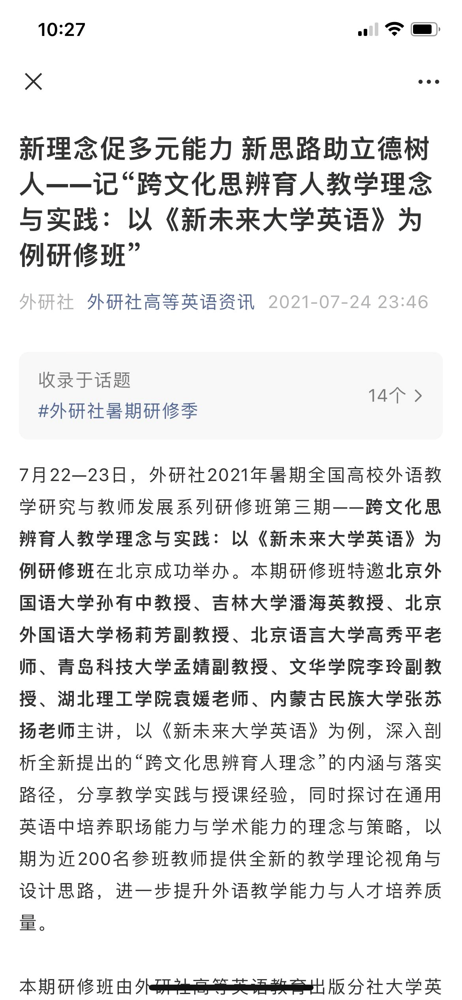 10:27
新理念促多元能力 新思路助立德树
人——记“跨文化思辨育人教学理念
与实践：以《新未来大学英语》为
例研修班”
外研社 外研社高等英语资讯 2021-07-24 23:46
收录于话题
#外研社暑期研修季
14个
7月22—23日，外研社2021年暑期全国高校外语教
学研究与教师发展系列研修班第三期——跨文化思
辨育人教学理念与实践：以《新未来大学英语》为
例研修班在北京成功举办。本期研修班特邀北京外
国语大学孙有中教授、吉林大学潘海英教授、北京
外国语大学杨莉芳副教授、北京语言大学高秀平老
师、青岛科技大学孟婧副教授、文华学院李玲副教
授、湖北理工学院袁媛老师、内蒙古民族大学张苏
扬老师主讲，以《新未来大学英语》为例，深入剖
析全新提出的“跨文化思辨育人理念”的内涵与落实
路径，分享教学实践与授课经验，同时探讨在通用
英语中培养职场能力与学术能力的理念与策略，以
期为近200名参班教师提供全新的教学理论视角与
设计思路，进一步提升外语教学能力与人才培养质
量。
本期研修班由外研社高等英语教育出版分社大学英